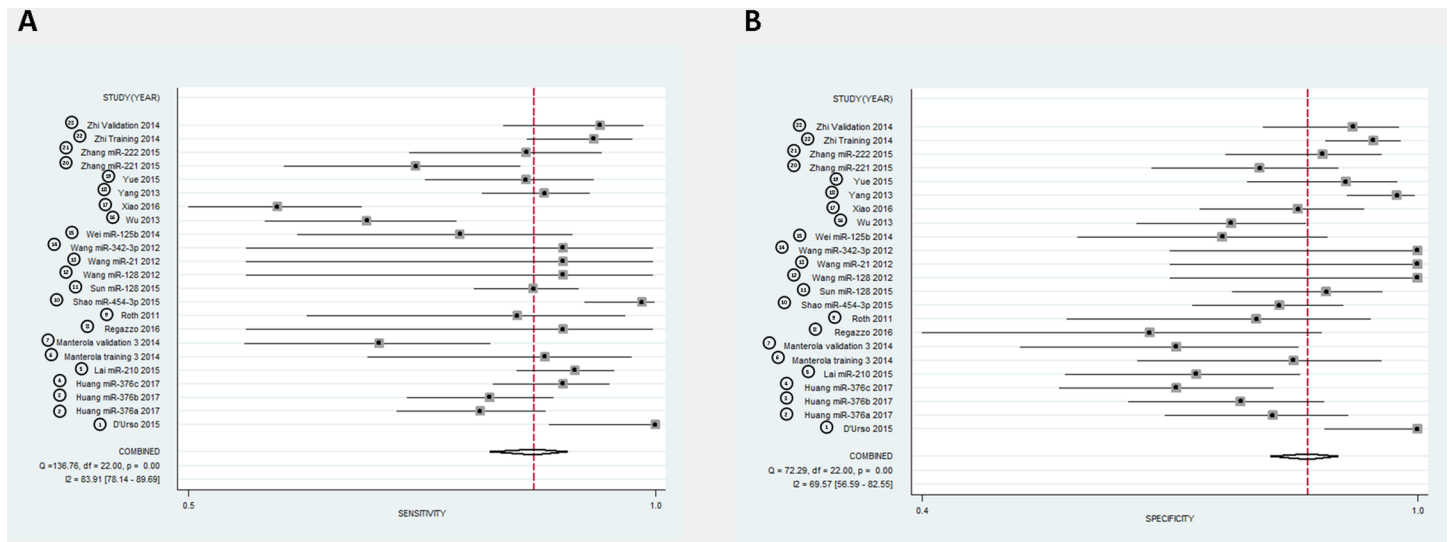 A
STUDY(YEAR)
23 Zhi Validation 2014
22 Zhi Training 2014
21 Zhang miR-222 2015
20 Zhang miR-221 2015
19 Yue 2015
18 Yang 2013
17 Xiao 2016
16 Wu 2013
15 Wei miR-125b 2014
14 Wang miR-342-3p 2012
13 Wang miR-21 2012
12 Wang miR-128 2012
11 Sun miR-128 2015
10 Shao miR-454-3p 2015
9 Roth 2011
8 Regazzo 2016
7 Manterola validation 3 2014
6 Manterola training 3 2014
5 Lai miR-210 2015
4 Huang miR-376c 2017
3 Huang miR-376b 2017
2 Huang miR-376a 2017
1 D'Urso 2015
COMBINED
Q =136.76, df = 22.00, p = 0.00
I2 = 83.91 [78.14 - 89.69]
0.5 1.0
SENSITIVITY
B
STUDY(YEAR)
23 Zhi Validation 2014
22 Zhi Training 2014
21 Zhang miR-222 2015
20 Zhang miR-221 2015
19 Yue 2015
18 Yang 2013
17 Xiao 2016
16 Wu 2013
15 Wei miR-125b 2014
14 Wang miR-342-3p 2012
13 Wang miR-21 2012
12 Wang miR-128 2012
11 Sun miR-128 2015
10 Shao miR-454-3p 2015
9 Roth 2011
8 Regazzo 2016
7 Manterola validation 3 2014
6 Manterola training 3 2014
5 Lai miR-210 2015
4 Huang miR-376c 2017
3 Huang miR-376b 2017
2 Huang miR-376a 2017
1 D'Urso 2015
COMBINED
Q = 72.29, df = 22.00, p = 0.00
I2 = 69.57 [56.59 - 82.55]
0.4 1.0
SPECIFICITY